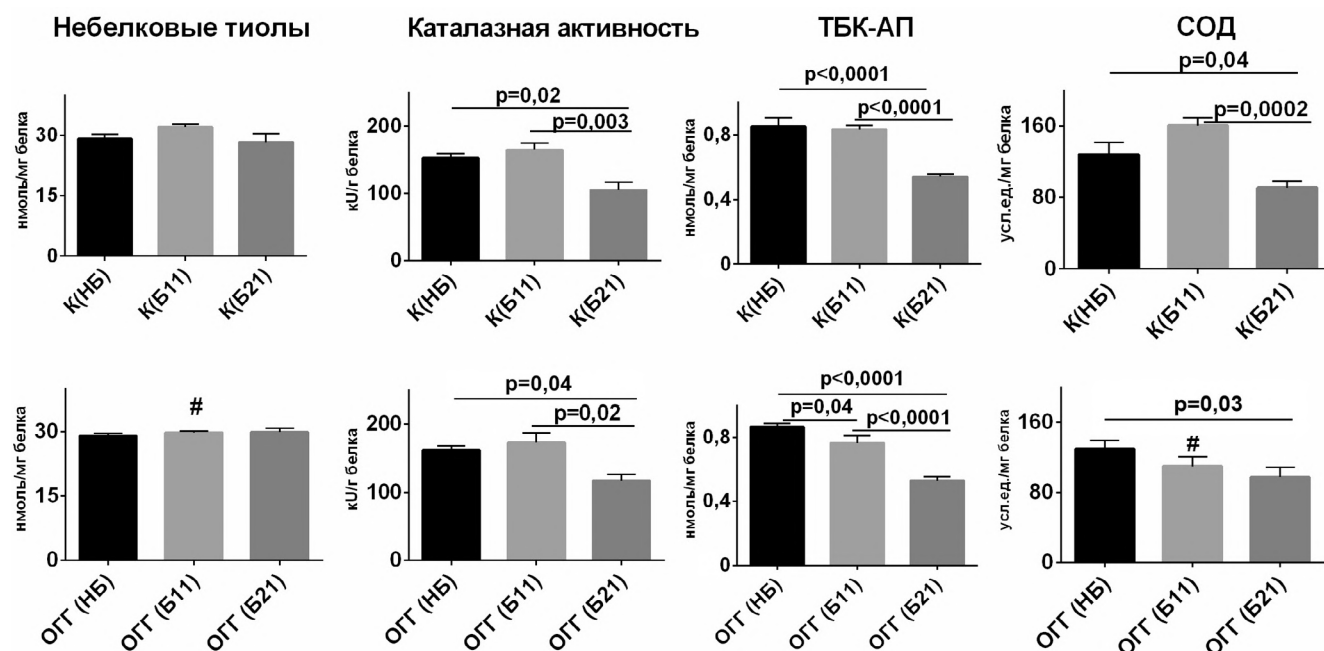 Небелковые тиолы
нмоль/мг белка
30
15
0
К(НБ)
К(Б11)
К(Б21)
Каталазная активность
p=0,02
p=0,003
кU/г белка
200
100
0
К(НБ)
К(Б11)
К(Б21)
ТБК-АП
p<0,0001
p<0,0001
нмоль/мг белка
0,8
0,4
0
К(НБ)
К(Б11)
К(Б21)
СОД
p=0,04
p=0,0002
усл.ед./мг белка
160
80
0
К(НБ)
К(Б11)
К(Б21)
#
нмоль/мг белка
30
15
0
ОГГ (НБ)
ОГГ (Б11)
ОГГ (Б21)
p=0,04
p=0,02
кU/г белка
200
100
0
ОГГ (НБ)
ОГГ (Б11)
ОГГ (Б21)
p<0,0001
p=0,04
p<0,0001
нмоль/мг белка
0,8
0,4
0
ОГГ (НБ)
ОГГ (Б11)
ОГГ (Б21)
p=0,03
#
усл.ед./мг белка
160
80
0
ОГГ (НБ)
ОГГ (Б11)
ОГГ (Б21)